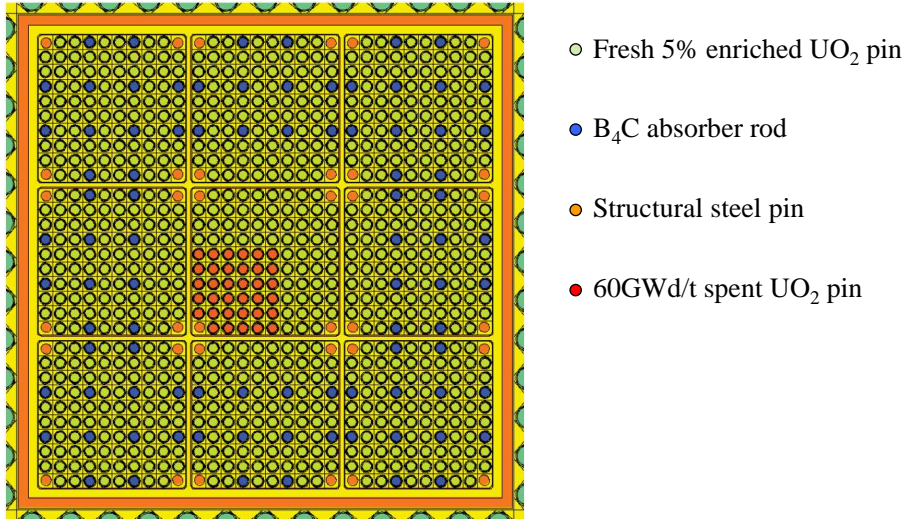 Fresh 5% enriched UO₂ pin
B₄C absorber rod
Structural steel pin
60GWd/t spent UO₂ pin